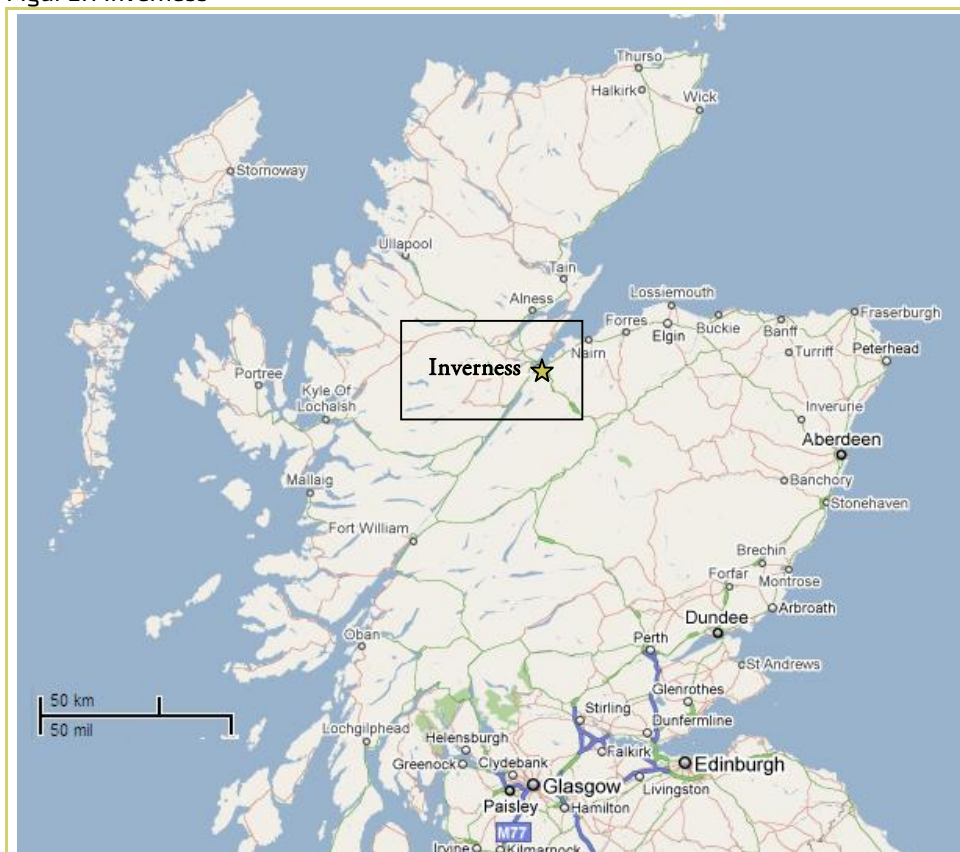 Thurso
Halkirk
Wick
Stornoway
Ullapool
Tain
Alness
Lossiemouth
Fraserburgh
Forres
Elgin
Buckie
Banff
Nairn
Turriff
Peterhead
Inverness
Portree
Kyle Of
Lochalsh
Inverurie
Aberdeen
Mallaig
Banchory
Stonehaven
Fort William
Brechin
Forfar
Montrose
Arbroath
Dundee
Oban
Perth
St Andrews
Glenrothes
50 km
50 mil
Stirling
Dunfermline
Lochgilphead
Helensburgh
Falkirk
Greenock
Clydebank
Edinburgh
Glasgow
Livingston
Paisley
Hamilton
M77